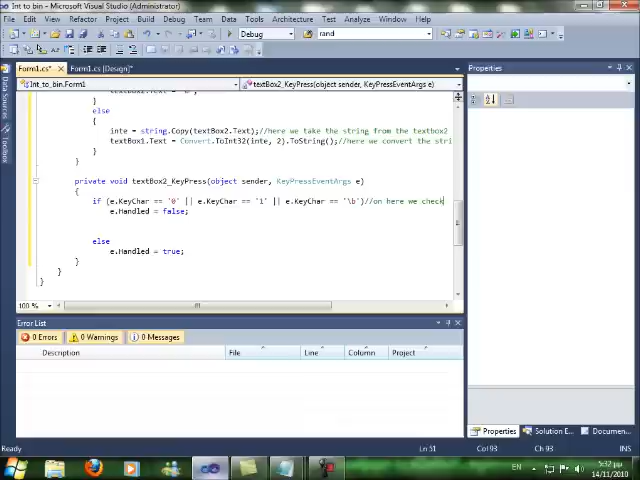 Int to bin - Microsoft Visual Studio (Administrator)
File Edit View Refactor Project Build Debug Team Data Tools Architecture Test Analyze Window Help
Debug rand
Form1.cs* Form1.cs [Design]* Properties
Int_to_bin.Form1 textBox2_KeyPress(object sender, KeyPressEventArgs e)
Data Sources
Toolbox
}
else
{
inte = string.Copy(textBox2.Text);//here we take the string from the textbox2
textBox1.Text = Convert.ToInt32(inte, 2).ToString();//here we convert the stri
}
}
private void textBox2_KeyPress(object sender, KeyPressEventArgs e)
{
if (e.KeyChar == '0' || e.KeyChar == '1' || e.KeyChar == '\b')//on here we check
e.Handled = false;
else
e.Handled = true;
}
}
}
100 %
Error List
0 Errors 0 Warnings 0 Messages
Description File Line Column Project
Properties Solution E... Documen...
Ready Ln 51 Col 93 Ch 93
EN 5:32 μμ
14/11/2010